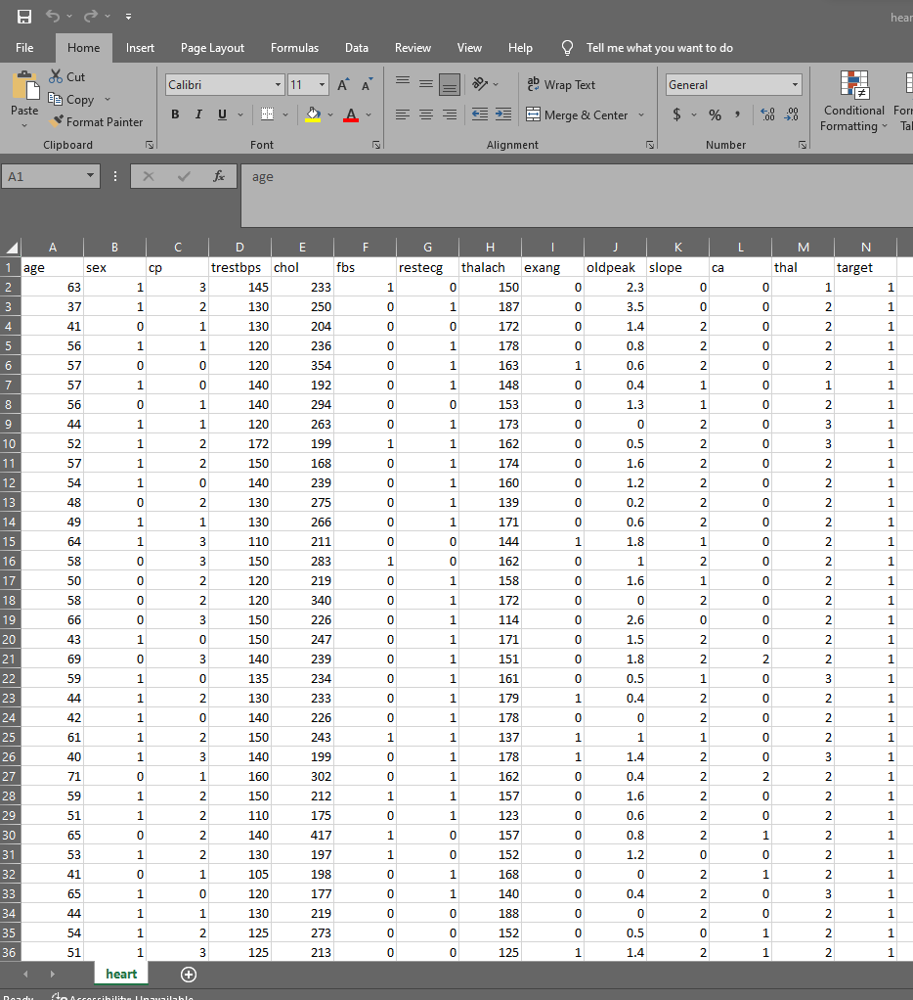 hear
File Home Insert Page Layout Formulas Data Review View Help Tell me what you want to do
Cut
Copy
Format Painter
Paste
Clipboard
Calibri 11 A A
B I U A
Font
ab Wrap Text
Merge & Center
Alignment
General
$ % , .00 .00
Number
Conditional Formatting
A1 fx age
A B C D E F G H I J K L M N
1 age sex cp trestbps chol fbs restecg thalach exang oldpeak slope ca thal target
2 63 1 3 145 233 1 0 150 0 2.3 0 0 1 1
3 37 1 2 130 250 0 1 187 0 3.5 0 0 2 1
4 41 0 1 130 204 0 0 172 0 1.4 2 0 2 1
5 56 1 1 120 236 0 1 178 0 0.8 2 0 2 1
6 57 0 0 120 354 0 1 163 1 0.6 2 0 2 1
7 57 1 0 140 192 0 1 148 0 0.4 1 0 1 1
8 56 0 1 140 294 0 0 153 0 1.3 1 0 2 1
9 44 1 1 120 263 0 1 173 0 0 2 0 3 1
10 52 1 2 172 199 1 1 162 0 0.5 2 0 3 1
11 57 1 2 150 168 0 1 174 0 1.6 2 0 2 1
12 54 1 0 140 239 0 1 160 0 1.2 2 0 2 1
13 48 0 2 130 275 0 1 139 0 0.2 2 0 2 1
14 49 1 1 130 266 0 1 171 0 0.6 2 0 2 1
15 64 1 3 110 211 0 0 144 1 1.8 1 0 2 1
16 58 0 3 150 283 1 0 162 0 1 2 0 2 1
17 50 0 2 120 219 0 1 158 0 1.6 1 0 2 1
18 58 0 2 120 340 0 1 172 0 0 2 0 2 1
19 66 0 3 150 226 0 1 114 0 2.6 0 0 2 1
20 43 1 0 150 247 0 1 171 0 1.5 2 0 2 1
21 69 0 3 140 239 0 1 151 0 1.8 2 2 2 1
22 59 1 0 135 234 0 1 161 0 0.5 1 0 3 1
23 44 1 2 130 233 0 1 179 1 0.4 2 0 2 1
24 42 1 0 140 226 0 1 178 0 0 2 0 2 1
25 61 1 2 150 243 1 1 137 1 1 1 0 2 1
26 40 1 3 140 199 0 1 178 1 1.4 2 0 3 1
27 71 0 1 160 302 0 1 162 0 0.4 2 2 2 1
28 59 1 2 150 212 1 1 157 0 1.6 2 0 2 1
29 51 1 2 110 175 0 1 123 0 0.6 2 0 2 1
30 65 0 2 140 417 1 0 157 0 0.8 2 1 2 1
31 53 1 2 130 197 1 0 152 0 1.2 0 0 2 1
32 41 0 1 105 198 0 1 168 0 0 2 1 2 1
33 65 1 0 120 177 0 1 140 0 0.4 2 0 3 1
34 44 1 1 130 219 0 0 188 0 0 2 0 2 1
35 54 1 2 125 273 0 0 152 0 0.5 0 1 2 1
36 51 1 3 125 213 0 0 125 1 1.4 2 1 2 1
heart
Ready Accessibility: Unavailable